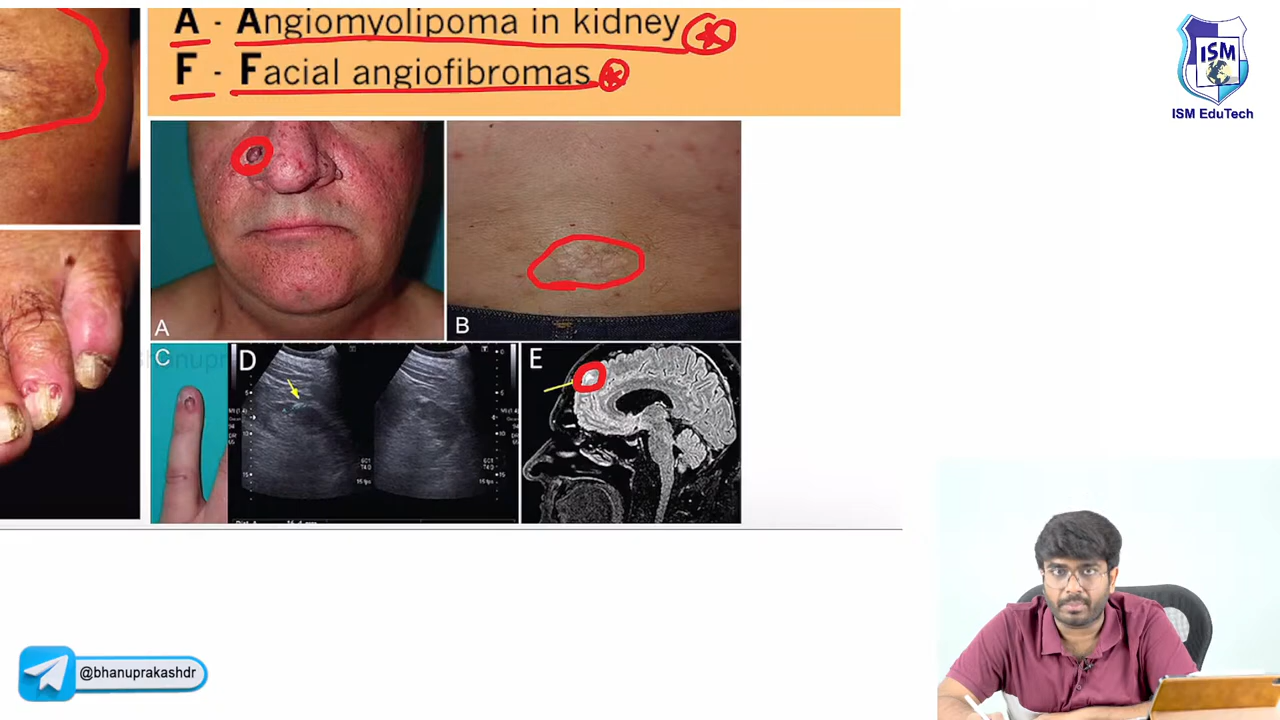 A - Angiomyolipoma in kidney
F - Facial angiofibromas
ISM
ISM EduTech
A
B
C
D
E
@bhanuprakashdr